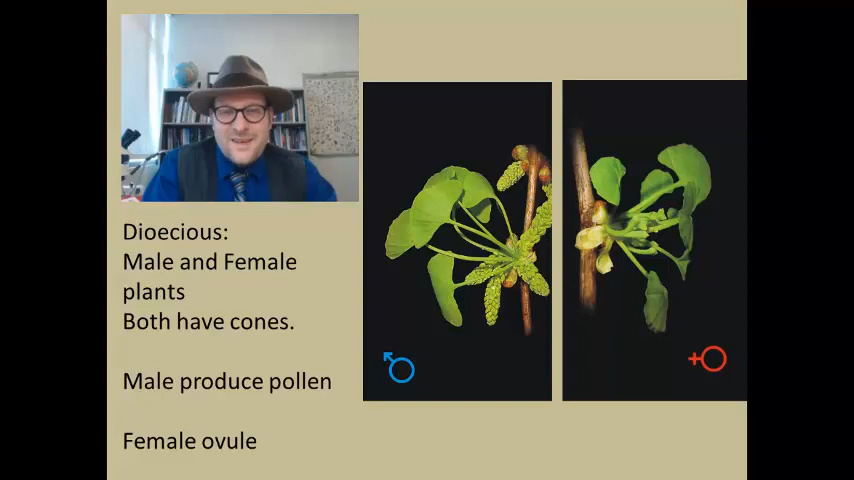 Dioecious:
Male and Female
plants
Both have cones.
Male produce pollen
Female ovule